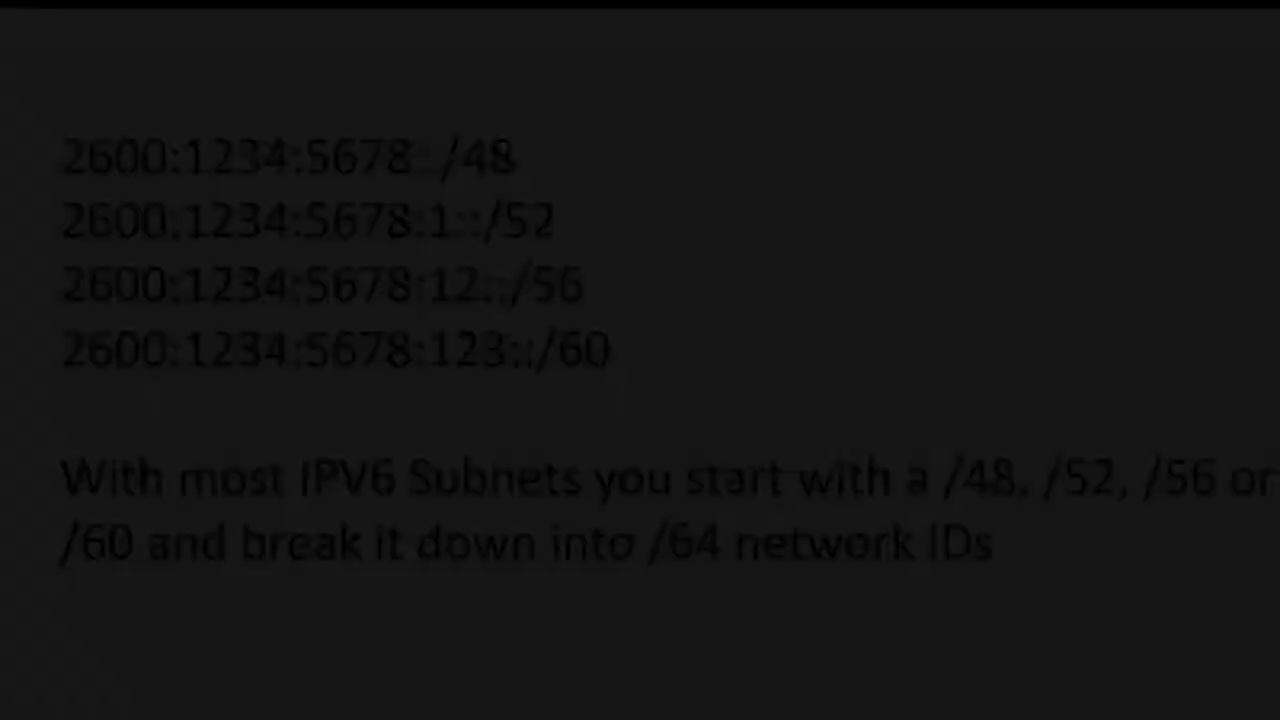 2600:1234:5678::/48
2600:1234:5678:1::/52
2600:1234:5678:12::/56
2600:1234:5678:123::/60
With most IPV6 Subnets you start with a /48, /52, /56 or
/60 and break it down into /64 network IDs